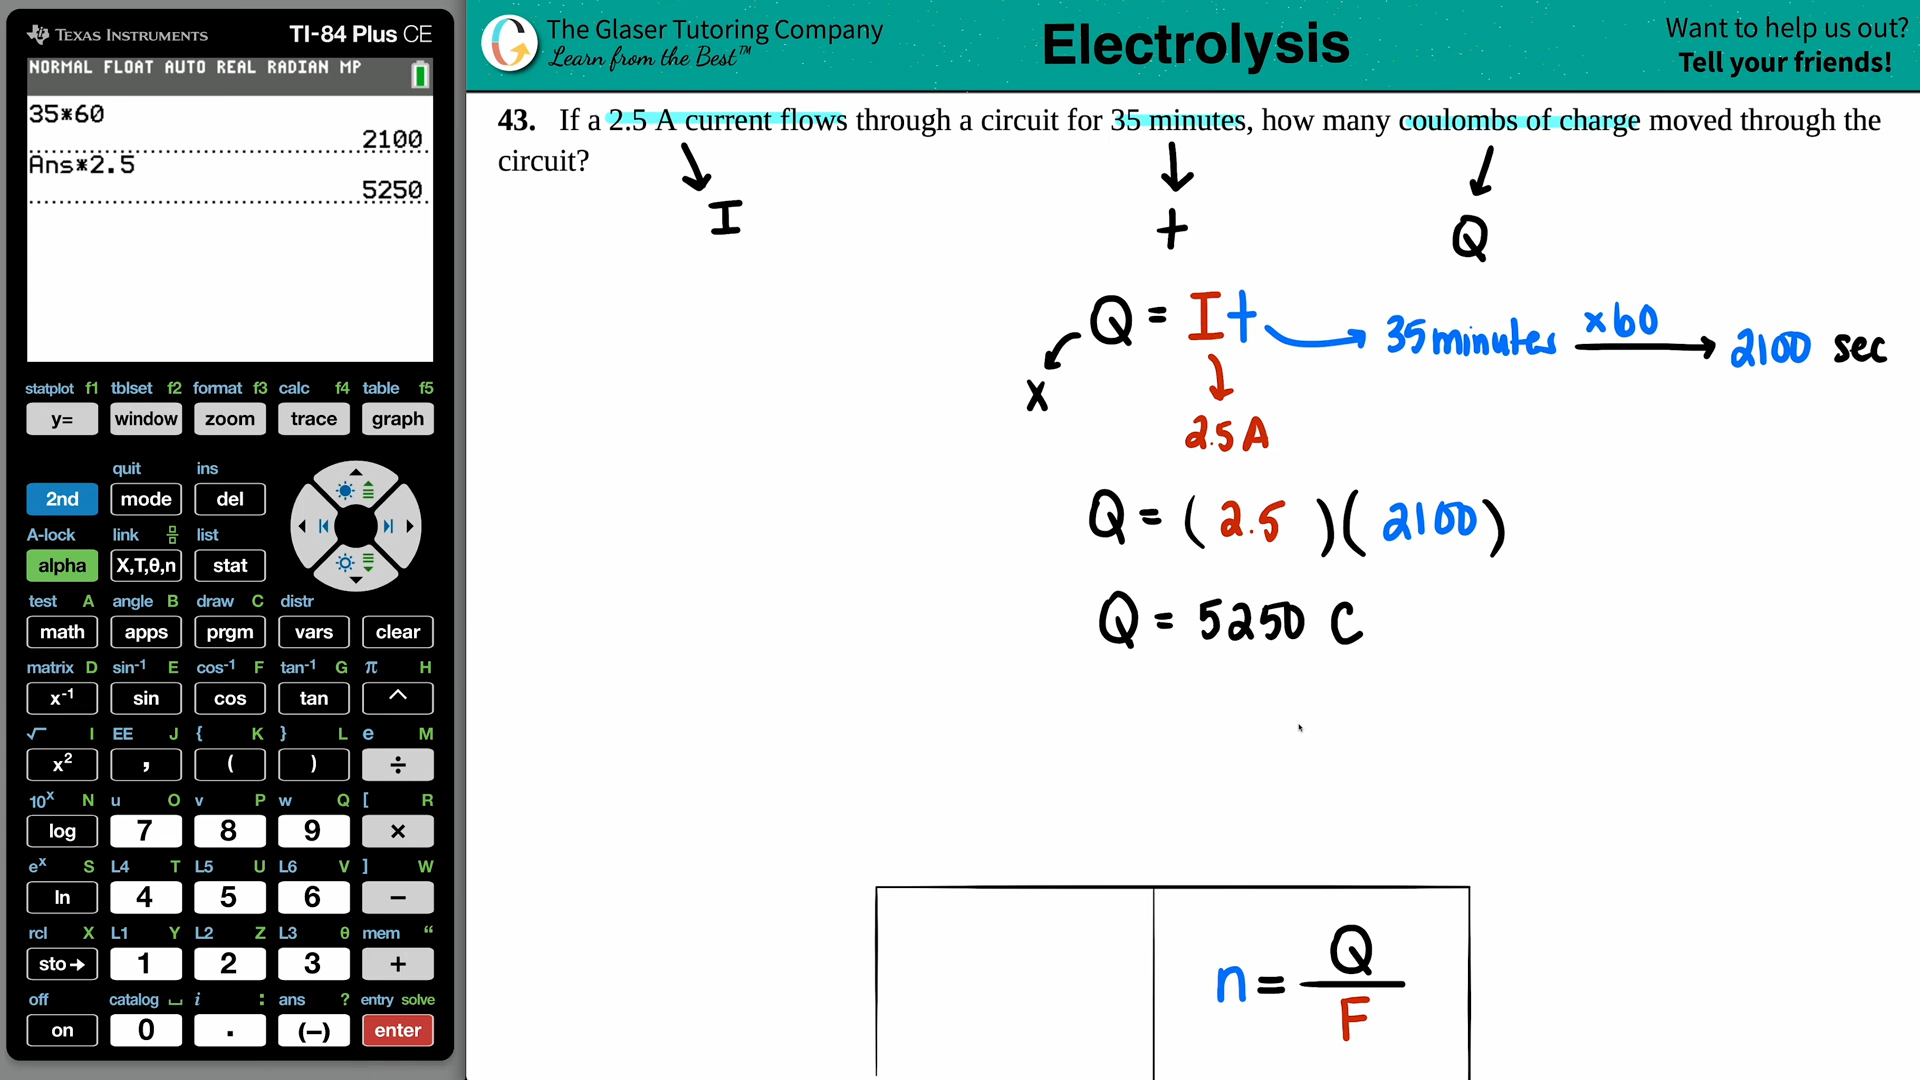 TEXAS INSTRUMENTS TI-84 Plus CE
NORMAL FLOAT AUTO REAL RADIAN MP
35*60
2100
Ans*2.5
5250
statplot f1 tblset f2 format f3 calc f4 table f5
y= window zoom trace graph
quit ins
2nd mode del
A-lock link list
alpha X,T,θ,n stat
test A angle B draw C distr
math apps prgm vars clear
matrix D sin⁻¹ E cos⁻¹ F tan⁻¹ G π H
x⁻¹ sin cos tan ^
√ I EE J { K } L e M
x² , ( ) ÷
10ˣ N u O v P w Q [ R
log 7 8 9 ×
eˣ S L4 T L5 U L6 V ] W
ln 4 5 6 −
rcl X L1 Y L2 Z L3 θ mem “
sto→ 1 2 3 +
off catalog ⎵ i : ans ? entry solve
on 0 . (−) enter
The Glaser Tutoring Company
Learn from the Best™
Electrolysis
Want to help us out?
Tell your friends!
43. If a 2.5 A current flows through a circuit for 35 minutes, how many coulombs of charge moved through the
circuit?
I t Q
Q = It → 35 minutes x60 → 2100 sec
x
2.5 A
Q = ( 2.5 )( 2100 )
Q = 5250 C
n = Q
F